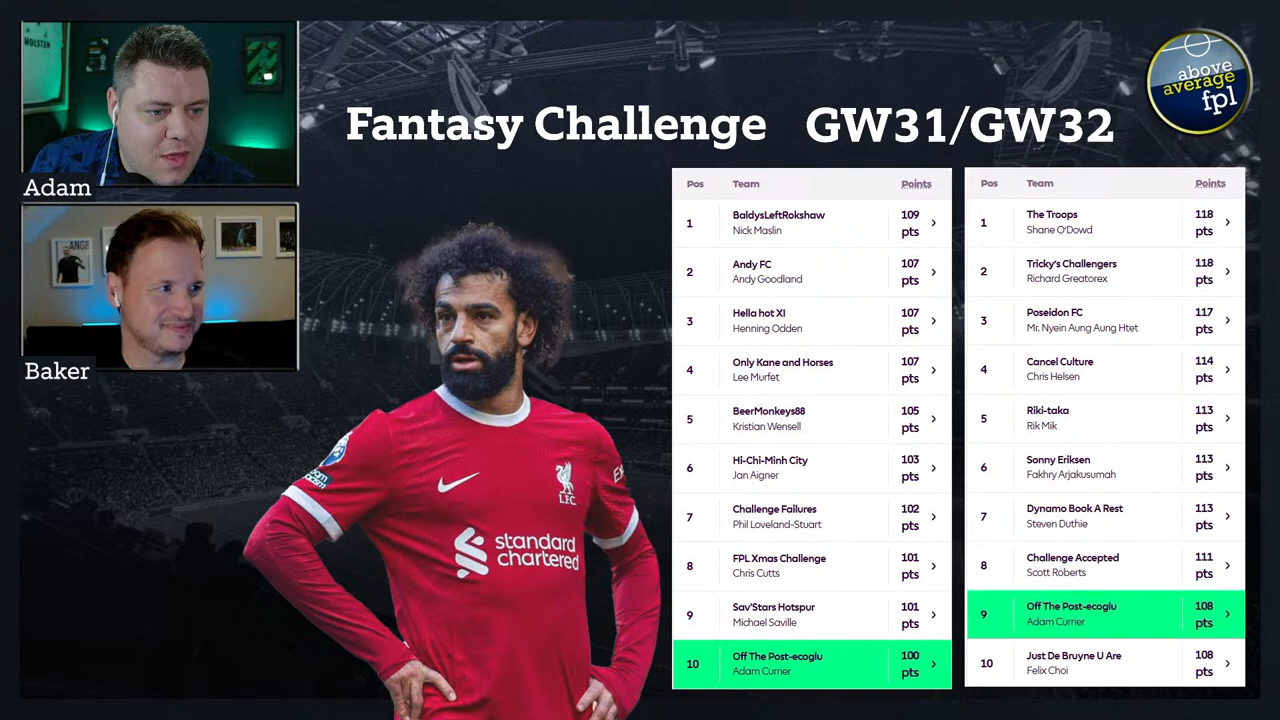 HOLSTEN
Adam
ANGE
Baker
Fantasy Challenge GW31/GW32
above
average
fpl
L.F.C.
standard
chartered
Pos Team Points
1 BaldysLeftRokshaw 109
Nick Maslin pts
2 Andy FC 107
Andy Goodland pts
3 Hella hot XI 107
Henning Odden pts
4 Only Kane and Horses 107
Lee Murfet pts
5 BeerMonkeys88 105
Kristian Wensell pts
6 Hi-Chi-Minh City 103
Jan Aigner pts
7 Challenge Failures 102
Phil Loveland-Stuart pts
8 FPL Xmas Challenge 101
Chris Cutts pts
9 Sav'Stars Hotspur 101
Michael Saville pts
10 Off The Post-ecoglu 100
Adam Currier pts
Pos Team Points
1 The Troops 118
Shane O'Dowd pts
2 Tricky's Challengers 118
Richard Greatorex pts
3 Poseidon FC 117
Mr. Nyein Aung Aung Htet pts
4 Cancel Culture 114
Chris Helsen pts
5 Riki-taka 113
Rik Mik pts
6 Sonny Eriksen 113
Fakhry Arjakusumah pts
7 Dynamo Book A Rest 113
Steven Duthie pts
8 Challenge Accepted 111
Scott Roberts pts
9 Off The Post-ecoglu 108
Adam Currier pts
10 Just De Bruyne U Are 108
Felix Choi pts